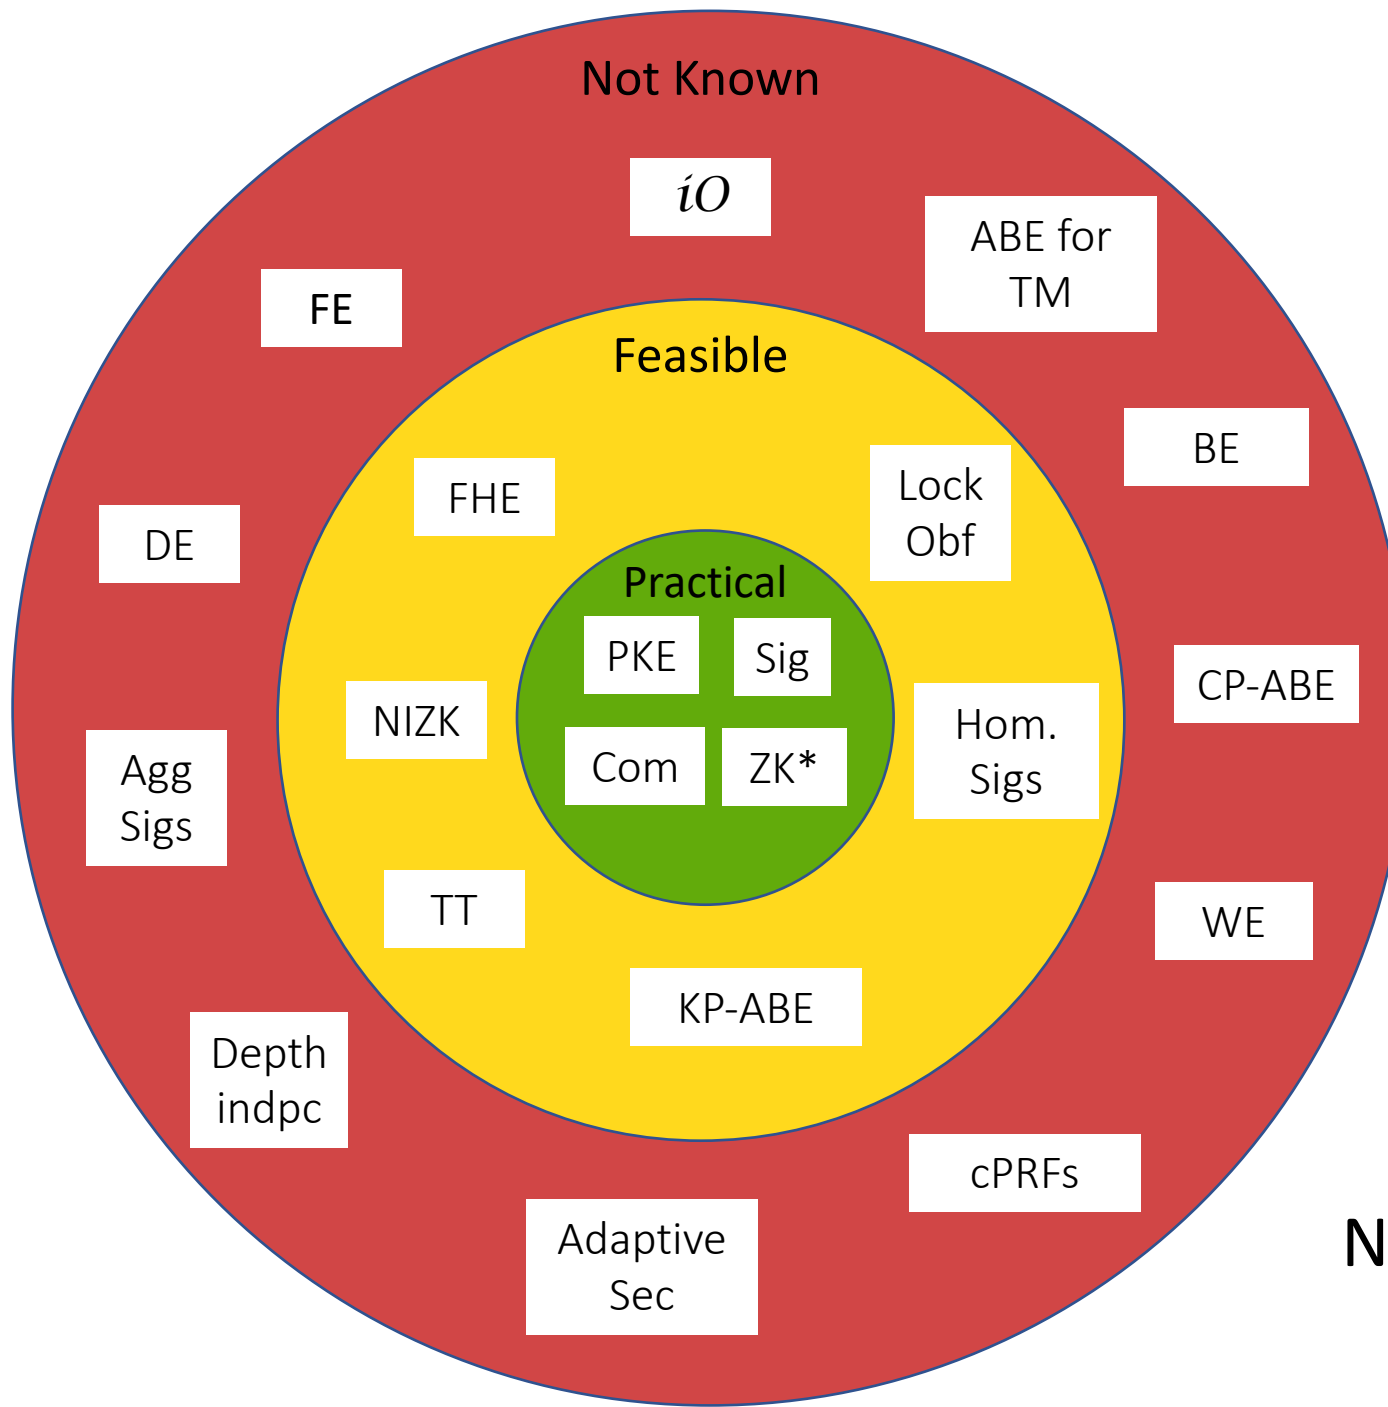 Not Known
iO
ABE for
TM
FE
Feasible
BE
Lock
Obf
FHE
DE
Practical
PKE
Sig
CP-ABE
NIZK
Hom.
Sigs
Com
ZK*
Agg
Sigs
TT
WE
KP-ABE
Depth
indpc
cPRFs
Adaptive
Sec
N